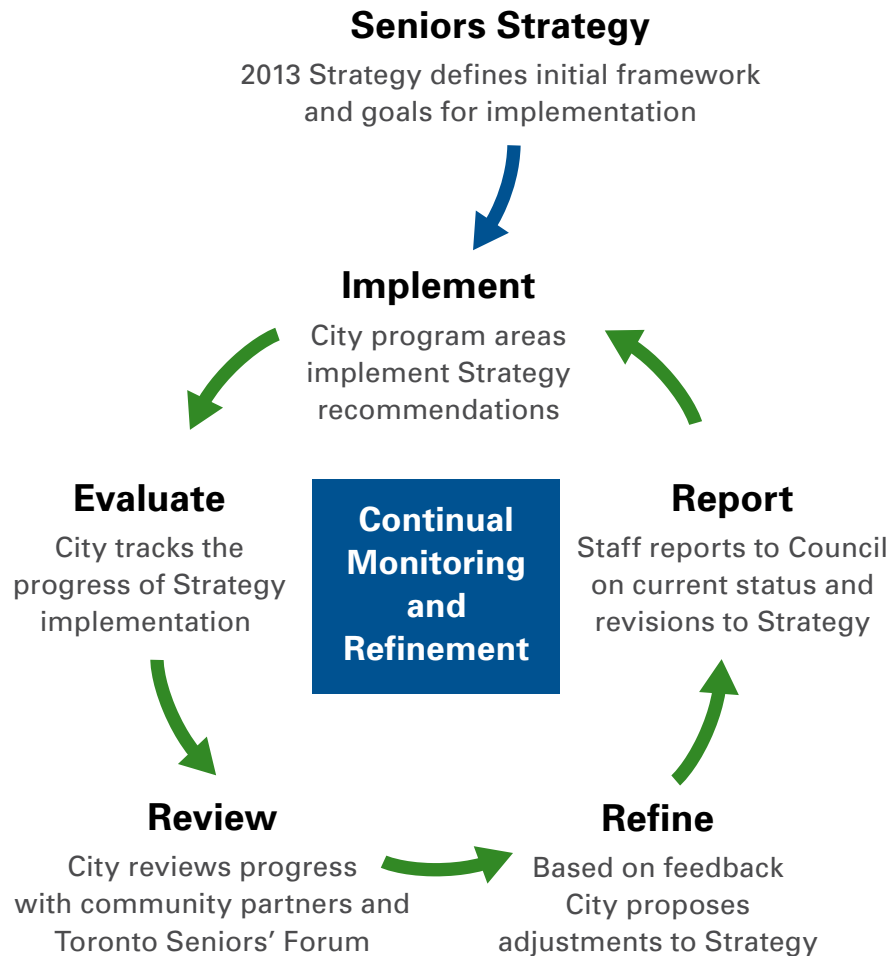 Seniors Strategy
2013 Strategy defines initial framework
and goals for implementation
Implement
City program areas
implement Strategy
recommendations
Evaluate
City tracks the
progress of Strategy
implementation
Continual
Monitoring
and
Refinement
Report
Staff reports to Council
on current status and
revisions to Strategy
Review
City reviews progress
with community partners and
Toronto Seniors’ Forum
Refine
Based on feedback
City proposes
adjustments to Strategy